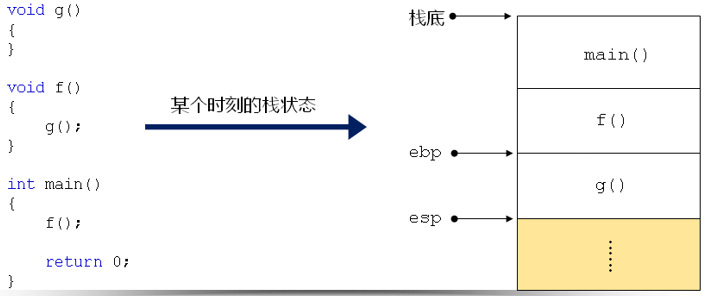 void g()
{
}
void f()
{
g();
}
int main()
{
f();
return 0;
}
某个时刻的栈状态
栈底
main()
f()
ebp
g()
esp